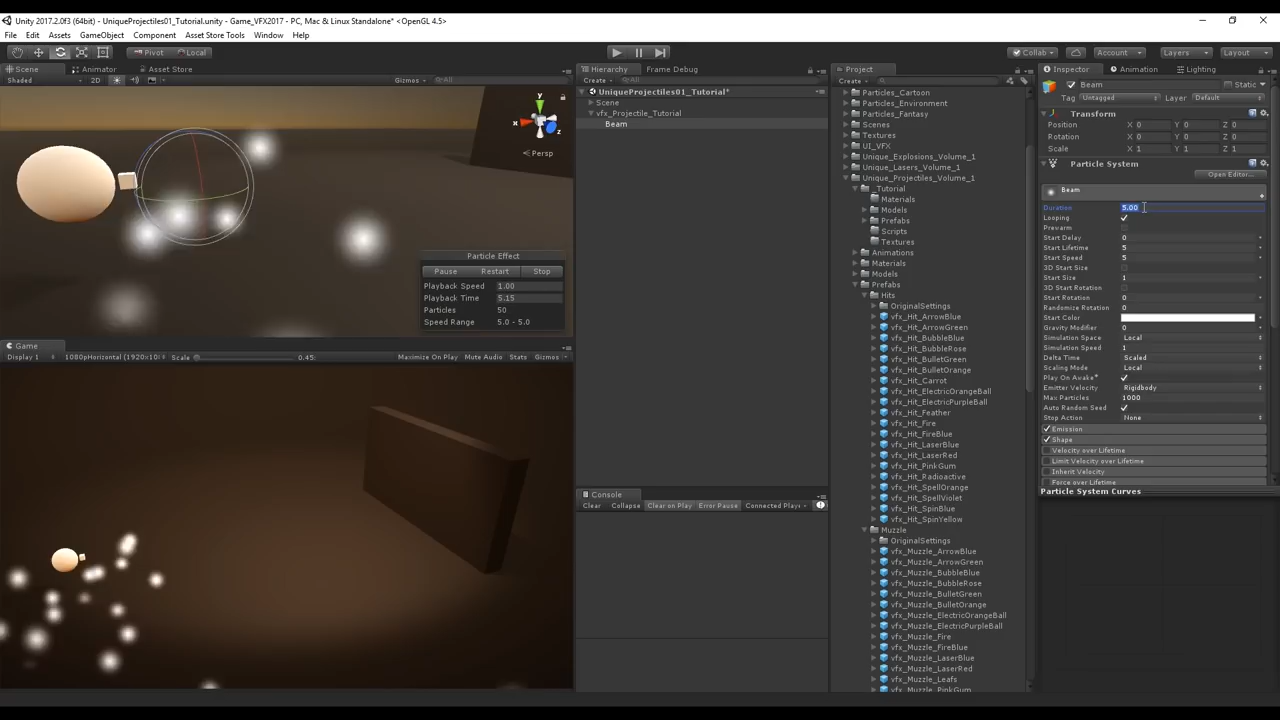 Unity 2017.2.0f3 (64bit) - UniqueProjectiles01_Tutorial.unity - Game_VFX2017 - PC, Mac & Linux Standalone* <OpenGL 4.5>
File Edit Assets GameObject Component Asset Store Tools Window Help
Pivot Local Collab Account Layers Layout
Scene Animator Asset Store
Shaded 2D Gizmos All
y
x
z
Persp
Particle Effect
Pause Restart Stop
Playback Speed 1.00
Playback Time 5.15
Particles 50
Speed Range 5.0 - 5.0
Game
Display 1 1080pHorizontal (1920x10 Scale 0.45: Maximize On Play Mute Audio Stats Gizmos
Hierarchy Frame Debug
Create All
UniqueProjectiles01_Tutorial*
Scene
vfx_Projectile_Tutorial
Beam
Console
Clear Collapse Clear on Play Error Pause Connected Playe
Project
Create
Particles_Cartoon
Particles_Environment
Particles_Fantasy
Scenes
Textures
UI_VFX
Unique_Explosions_Volume_1
Unique_Lasers_Volume_1
Unique_Projectiles_Volume_1
_Tutorial
Materials
Models
Prefabs
Scripts
Textures
Animations
Materials
Models
Prefabs
Hits
OriginalSettings
vfx_Hit_ArrowBlue
vfx_Hit_ArrowGreen
vfx_Hit_BubbleBlue
vfx_Hit_BubbleRose
vfx_Hit_BulletGreen
vfx_Hit_BulletOrange
vfx_Hit_Carrot
vfx_Hit_ElectricOrangeBall
vfx_Hit_ElectricPurpleBall
vfx_Hit_Feather
vfx_Hit_Fire
vfx_Hit_FireBlue
vfx_Hit_LaserBlue
vfx_Hit_LaserRed
vfx_Hit_PinkGum
vfx_Hit_Radioactive
vfx_Hit_SpellOrange
vfx_Hit_SpellViolet
vfx_Hit_SpinBlue
vfx_Hit_SpinYellow
Muzzle
OriginalSettings
vfx_Muzzle_ArrowBlue
vfx_Muzzle_ArrowGreen
vfx_Muzzle_BubbleBlue
vfx_Muzzle_BubbleRose
vfx_Muzzle_BulletGreen
vfx_Muzzle_BulletOrange
vfx_Muzzle_ElectricOrangeBall
vfx_Muzzle_ElectricPurpleBall
vfx_Muzzle_Fire
vfx_Muzzle_FireBlue
vfx_Muzzle_LaserBlue
vfx_Muzzle_LaserRed
vfx_Muzzle_Leafs
vfx_Muzzle_PinkGum
Inspector Animation Lighting
Beam Static
Tag Untagged Layer Default
Transform
Position X 0 Y 0 Z 0
Rotation X 0 Y 0 Z 0
Scale X 1 Y 1 Z 1
Particle System
Open Editor...
Beam
Duration 5.00
Looping
Prewarm
Start Delay 0
Start Lifetime 5
Start Speed 5
3D Start Size
Start Size 1
3D Start Rotation
Start Rotation 0
Randomize Rotation 0
Start Color
Gravity Modifier 0
Simulation Space Local
Simulation Speed 1
Delta Time Scaled
Scaling Mode Local
Play On Awake*
Emitter Velocity Rigidbody
Max Particles 1000
Auto Random Seed
Stop Action None
Emission
Shape
Velocity over Lifetime
Limit Velocity over Lifetime
Inherit Velocity
Force over Lifetime
Particle System Curves